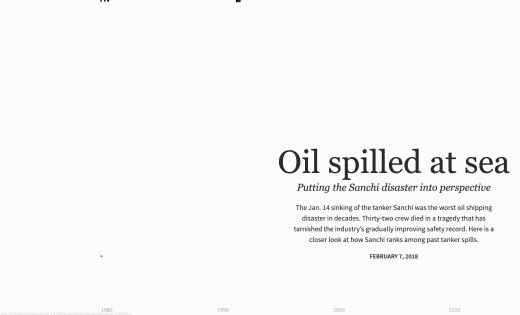 Oil spilled at sea
Putting the Sanchi disaster into perspective
The Jan. 14 sinking of the tanker Sanchi was the worst oil shipping
disaster in decades. Thirty-two crew died in a tragedy that has
tarnished the industry's gradually improving safety record. Here is a
closer look at how Sanchi ranks among past tanker spills.
FEBRUARY 7, 2018
1980
1990
2000
2010